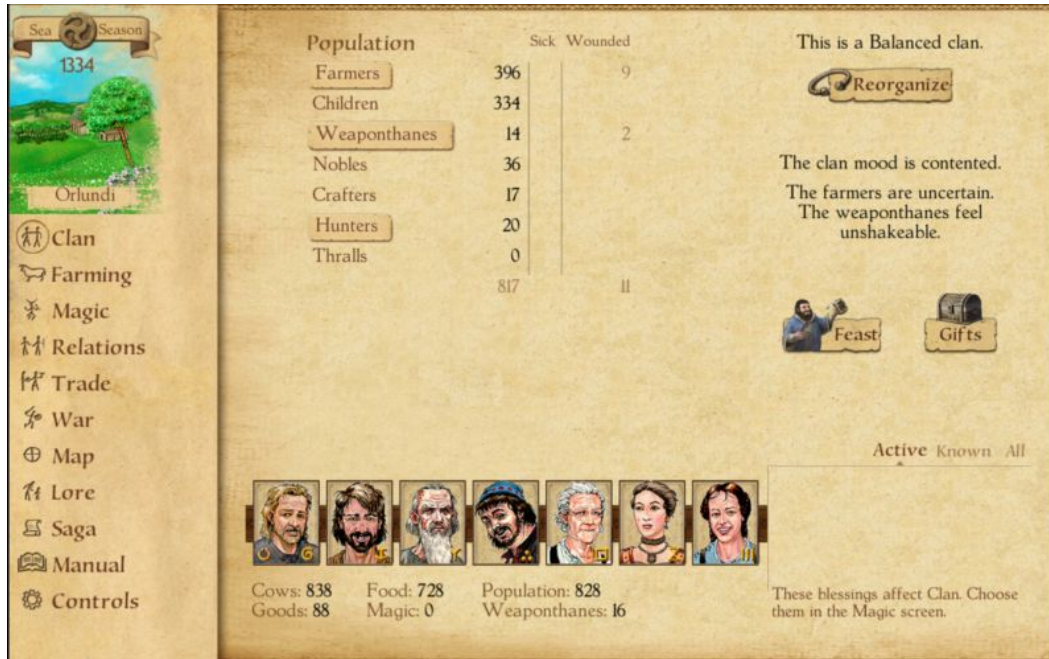 Sea Season
1334
Orlundi
Clan
Farming
Magic
Relations
Trade
War
Map
Lore
Saga
Manual
Controls
Population Sick Wounded
Farmers 396 9
Children 334
Weaponthanes 14 2
Nobles 36
Crafters 17
Hunters 20
Thralls 0
817 11
This is a Balanced clan.
Reorganize
The clan mood is contented.
The farmers are uncertain.
The weaponthanes feel
unshakeable.
Feast Gifts
Active Known All
These blessings affect Clan. Choose
them in the Magic screen.
Cows: 838 Food: 728 Population: 828
Goods: 88 Magic: 0 Weaponthanes: 16